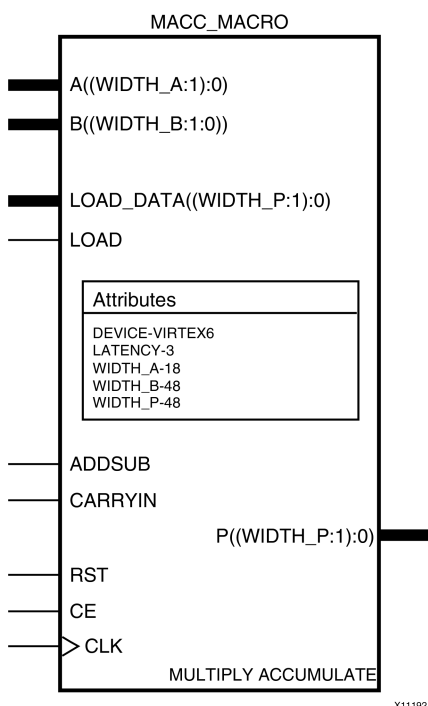 MACC_MACRO
A((WIDTH_A:1):0)
B((WIDTH_B:1:0))
LOAD_DATA((WIDTH_P:1):0)
LOAD
Attributes
DEVICE-VIRTEX6
LATENCY-3
WIDTH_A-18
WIDTH_B-48
WIDTH_P-48
ADDSUB
CARRYIN
P((WIDTH_P:1):0)
RST
CE
CLK
MULTIPLY ACCUMULATE